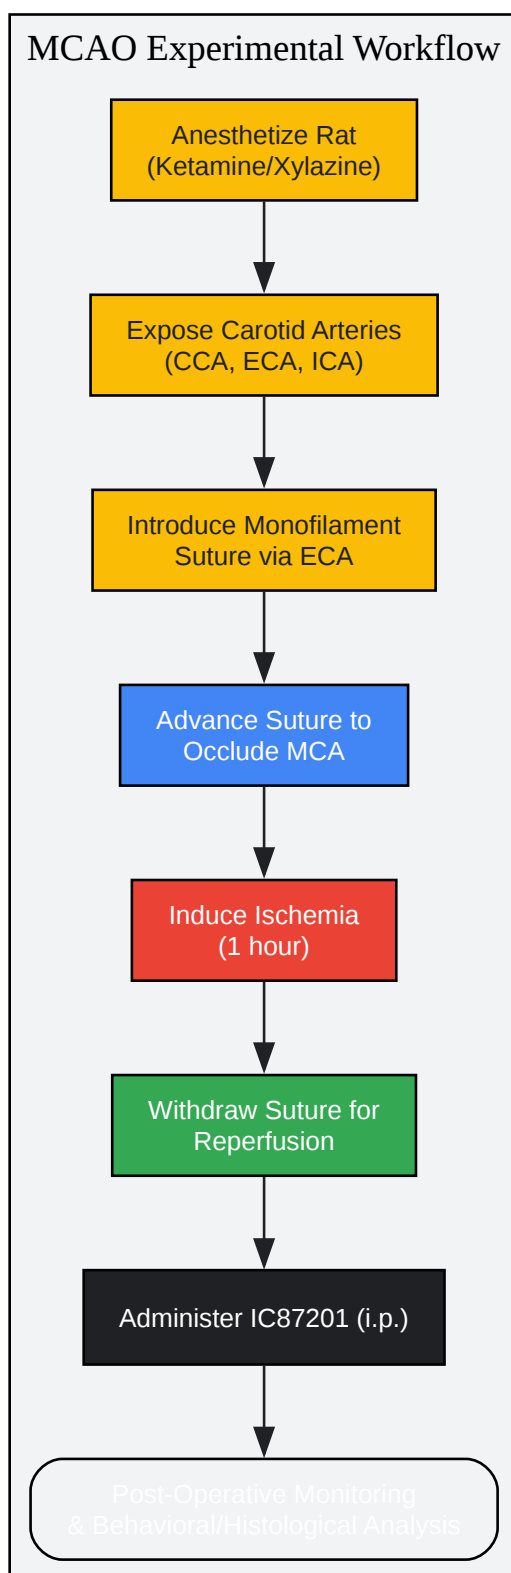 MCAO Experimental Workflow
Anesthetize Rat
(Ketamine/Xylazine)
Expose Carotid Arteries
(CCA, ECA, ICA)
Introduce Monofilament
Suture via ECA
Advance Suture to
Occlude MCA
Induce Ischemia
(1 hour)
Withdraw Suture for
Reperfusion
Administer IC87201 (i.p.)
Post-Operative Monitoring
& Behavioral/Histological Analysis